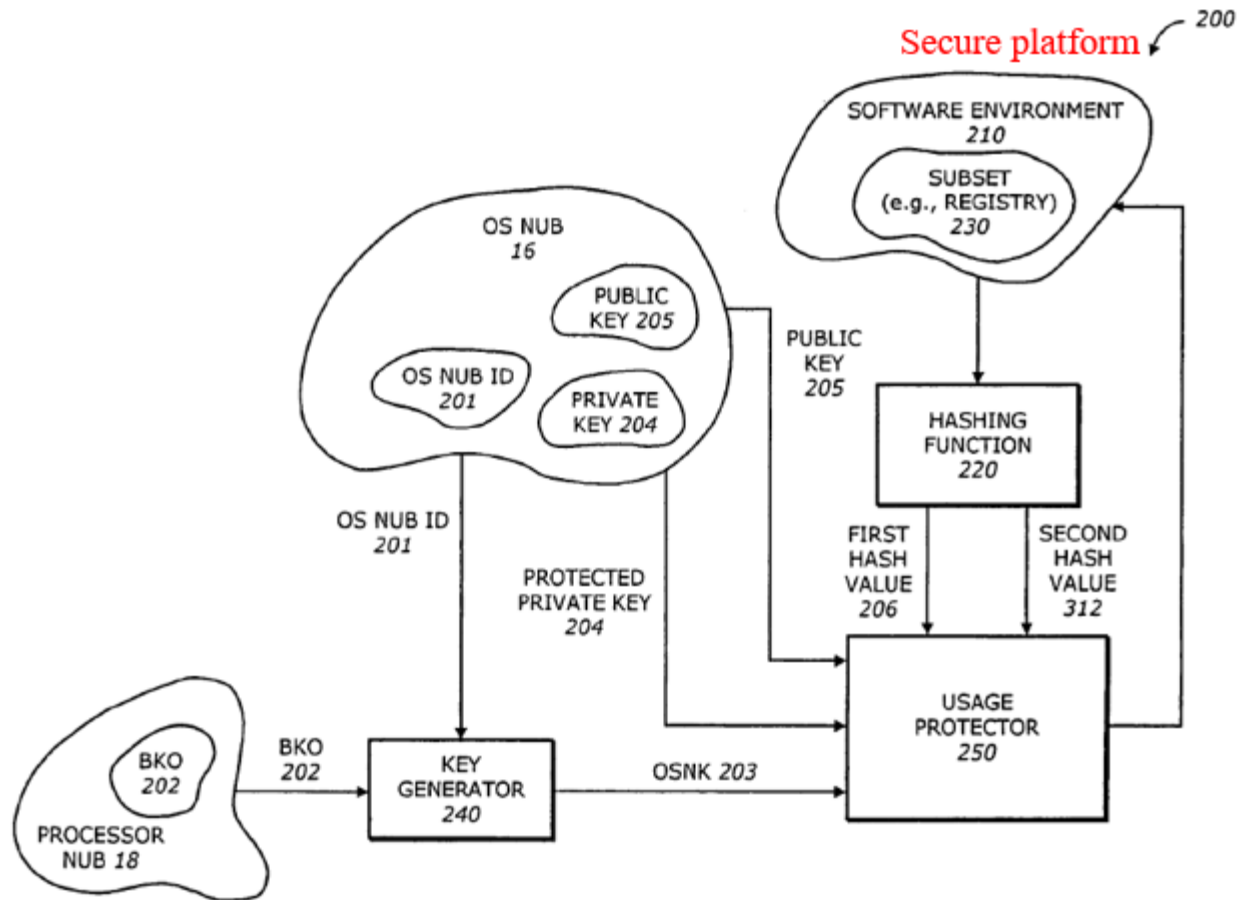 200
Secure platform
SOFTWARE ENVIRONMENT
210
SUBSET
(e.g., REGISTRY)
230
OS NUB
16
PUBLIC
KEY 205
OS NUB ID
201
PRIVATE
KEY 204
PUBLIC
KEY
205
HASHING
FUNCTION
220
OS NUB ID
201
PROTECTED
PRIVATE KEY
204
FIRST
HASH
VALUE
206
SECOND
HASH
VALUE
312
USAGE
PROTECTOR
250
BKO
202
PROCESSOR
NUB 18
BKO
202
KEY
GENERATOR
240
OSNK 203